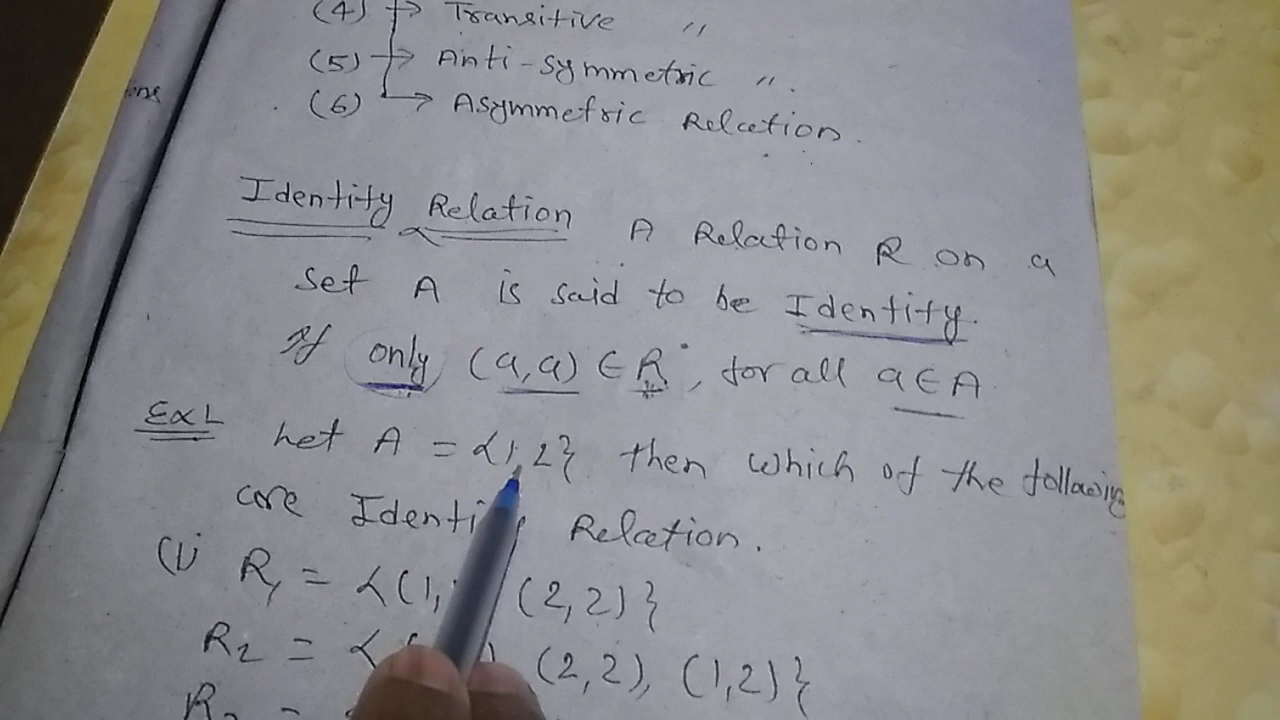 (4) → Transitive "
(5) → Anti-symmetric ".
(6) → Asymmetric Relation.
Identity Relation A Relation R on a
set A is said to be Identity.
If only (a,a) ∈ R, for all a ∈ A
Ex1 Let A = {1,2} then which of the following
are Identity Relation.
(1) R₁ = {(1, (2,2)}
R₂ = { (2,2), (1,2)}